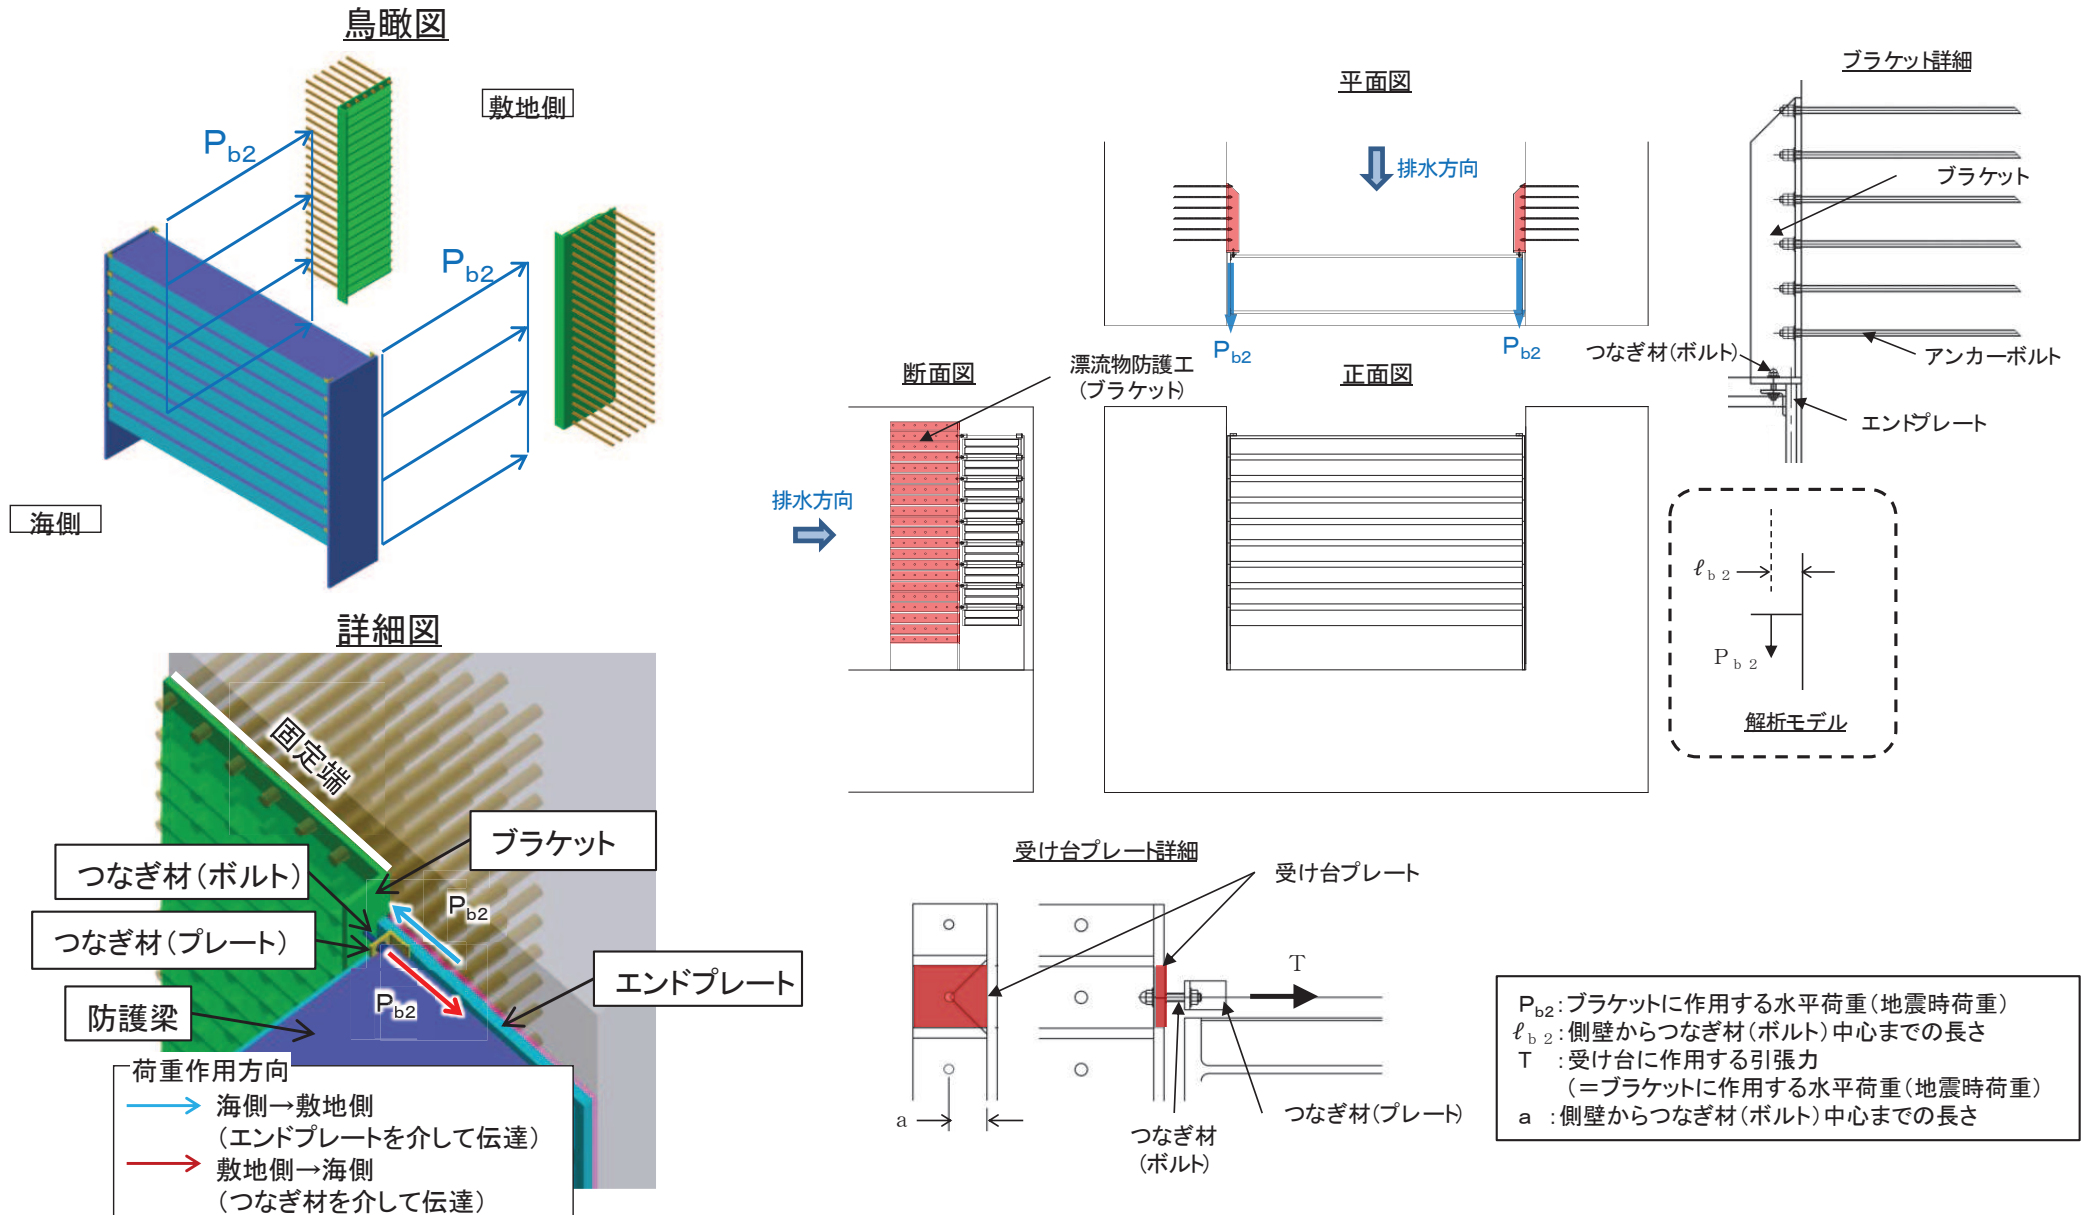 鳥瞰図
敷地側
Pb2
Pb2
海側
詳細図
固定端
ブラケット
つなぎ材(ボルト)
つなぎ材(プレート)
防護梁
エンドプレート
Pb2
Pb2
荷重作用方向
海側→敷地側
(エンドプレートを介して伝達)
敷地側→海側
(つなぎ材を介して伝達)
平面図
排水方向
Pb2
Pb2
断面図
漂流物防護工
(ブラケット)
排水方向
正面図
ブラケット詳細
ブラケット
つなぎ材(ボルト)
アンカーボルト
エンドプレート
ℓb2
Pb2
解析モデル
受け台プレート詳細
受け台プレート
T
a
つなぎ材
(ボルト)
つなぎ材(プレート)
Pb2:ブラケットに作用する水平荷重(地震時荷重)
ℓb2:側壁からつなぎ材(ボルト)中心までの長さ
T :受け台に作用する引張力
(=ブラケットに作用する水平荷重(地震時荷重)
a :側壁からつなぎ材(ボルト)中心までの長さ